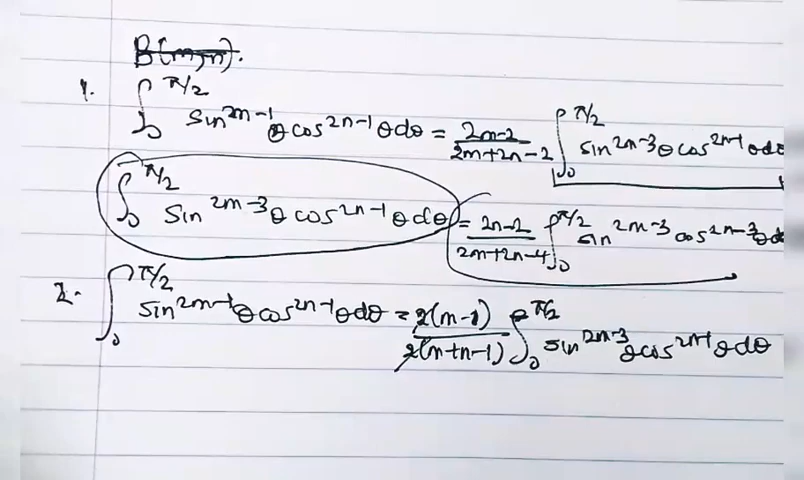 B(m,n).
1. ∫₀^π/2 sin^2m-1 θ cos^2n-1 θ dθ = 2m-2/2m+2n-2 ∫₀^π/2 sin^2m-3 θ cos^2n-1 θ dθ
∫₀^π/2 sin^2m-3 θ cos^2n-1 θ dθ = 2n-2/2m+2n-4 ∫₀^π/2 sin^2m-3 cos^2n-3 θ d
2. ∫₀^π/2 sin^2m-1 θ cos^2n-1 θ dθ = 2(m-1)/2(m+n-1) ∫₀^π/2 sin^2m-3 θ cos^2n-1 θ dθ